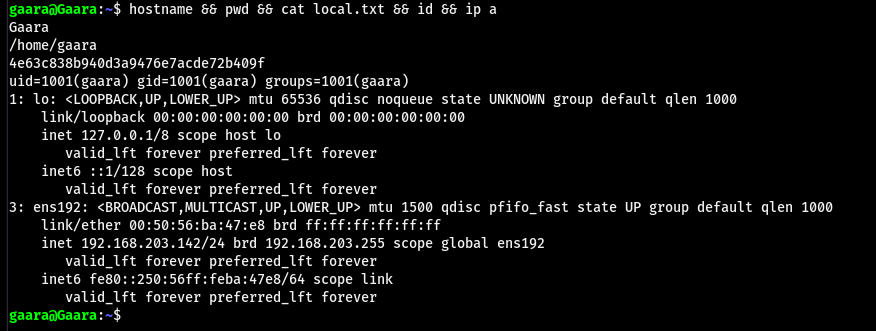 gaara@Gaara:~$ hostname && pwd && cat local.txt && id && ip a
Gaara
/home/gaara
4e63c838b940d3a9476e7acde72b409f
uid=1001(gaara) gid=1001(gaara) groups=1001(gaara)
1: lo: <LOOPBACK,UP,LOWER_UP> mtu 65536 qdisc noqueue state UNKNOWN group default qlen 1000
    link/loopback 00:00:00:00:00:00 brd 00:00:00:00:00:00
    inet 127.0.0.1/8 scope host lo
       valid_lft forever preferred_lft forever
    inet6 ::1/128 scope host
       valid_lft forever preferred_lft forever
3: ens192: <BROADCAST,MULTICAST,UP,LOWER_UP> mtu 1500 qdisc pfifo_fast state UP group default qlen 1000
    link/ether 00:50:56:ba:47:e8 brd ff:ff:ff:ff:ff:ff
    inet 192.168.203.142/24 brd 192.168.203.255 scope global ens192
       valid_lft forever preferred_lft forever
    inet6 fe80::250:56ff:feba:47e8/64 scope link
       valid_lft forever preferred_lft forever
gaara@Gaara:~$